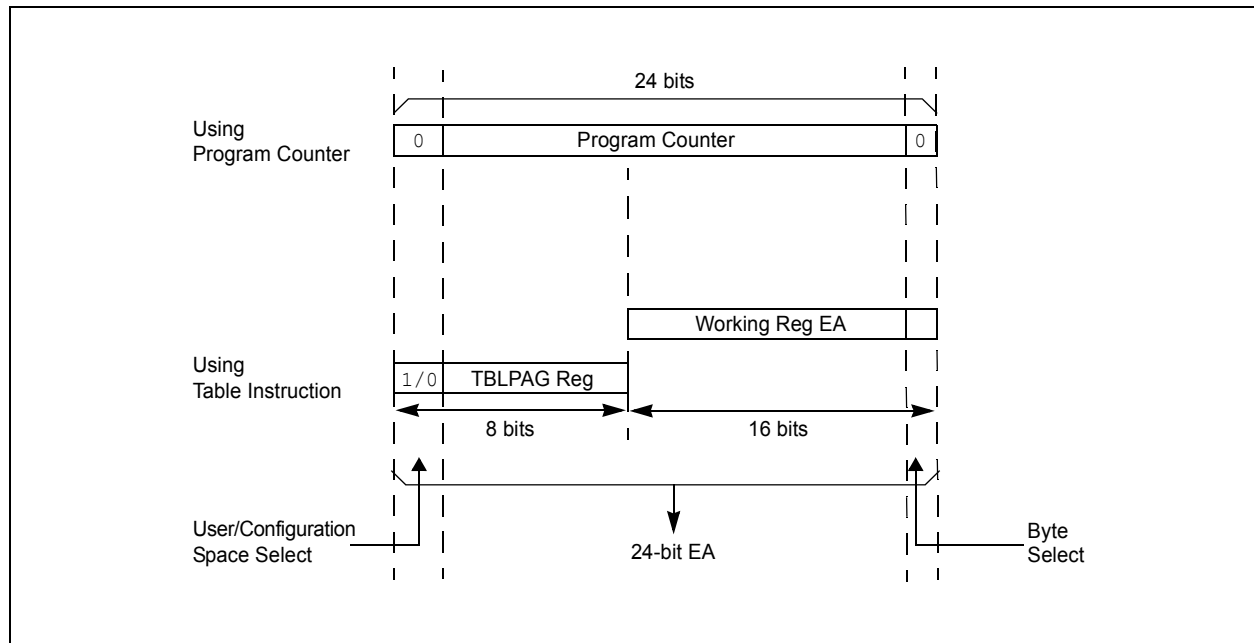 24 bits
Using
Program Counter
0
Program Counter
0
Working Reg EA
Using
Table Instruction
1/0
TBLPAG Reg
8 bits
16 bits
User/Configuration
Space Select
24-bit EA
Byte
Select